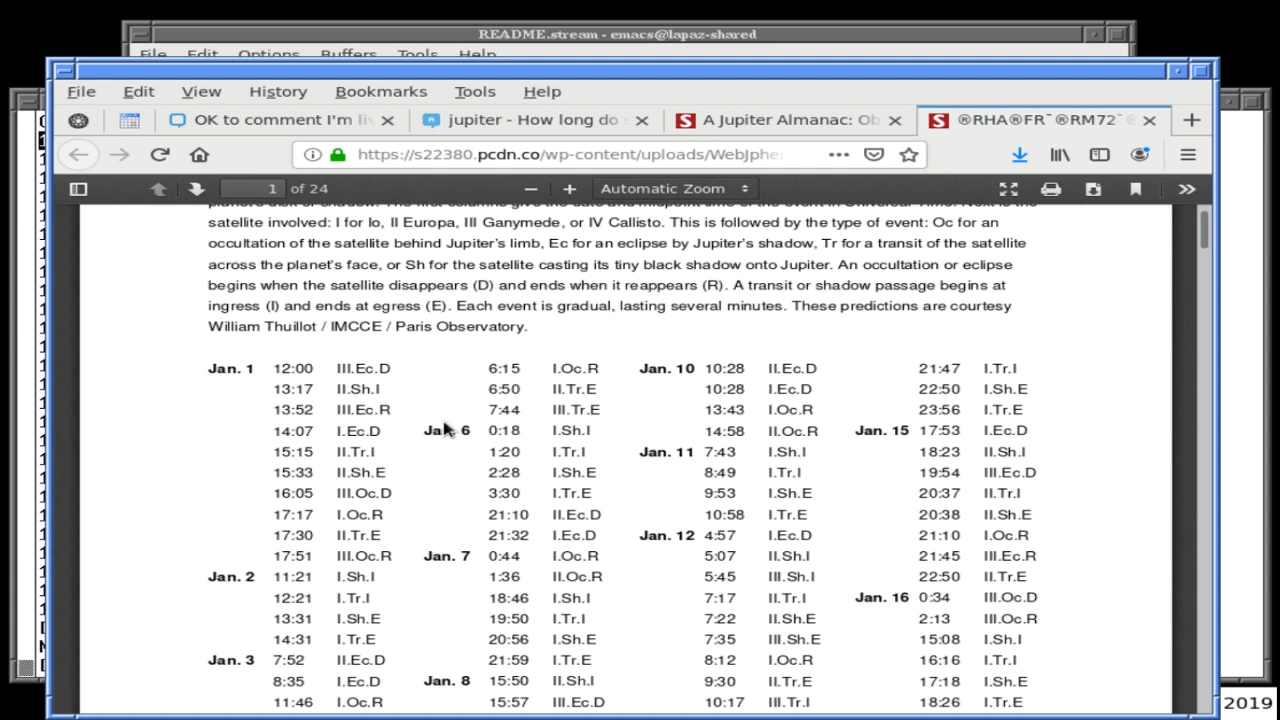 README.stream - emacs@lapaz-shared
File Edit Options Buffers Tools Help
File Edit View History Bookmarks Tools Help
OK to comment I'm li
jupiter - How long do
A Jupiter Almanac: Ob
®RHA®FR¯®RM72¯®
https://s22380.pcdn.co/wp-content/uploads/WebJphe
1 of 24
Automatic Zoom
satellite involved: I for Io, II Europa, III Ganymede, or IV Callisto. This is followed by the type of event: Oc for an
occultation of the satellite behind Jupiter's limb, Ec for an eclipse by Jupiter's shadow, Tr for a transit of the satellite
across the planet's face, or Sh for the satellite casting its tiny black shadow onto Jupiter. An occultation or eclipse
begins when the satellite disappears (D) and ends when it reappears (R). A transit or shadow passage begins at
ingress (I) and ends at egress (E). Each event is gradual, lasting several minutes. These predictions are courtesy
William Thuillot / IMCCE / Paris Observatory.
Jan. 1 12:00 III.Ec.D 6:15 I.Oc.R Jan. 10 10:28 II.Ec.D 21:47 I.Tr.I
13:17 II.Sh.I 6:50 II.Tr.E 10:28 I.Ec.D 22:50 I.Sh.E
13:52 III.Ec.R 7:44 III.Tr.E 13:43 I.Oc.R 23:56 I.Tr.E
14:07 I.Ec.D Jan. 6 0:18 I.Sh.I 14:58 II.Oc.R Jan. 15 17:53 I.Ec.D
15:15 II.Tr.I 1:20 I.Tr.I Jan. 11 7:43 I.Sh.I 18:23 II.Sh.I
15:33 II.Sh.E 2:28 I.Sh.E 8:49 I.Tr.I 19:54 III.Ec.D
16:05 III.Oc.D 3:30 I.Tr.E 9:53 I.Sh.E 20:37 II.Tr.I
17:17 I.Oc.R 21:10 II.Ec.D 10:58 I.Tr.E 20:38 II.Sh.E
17:30 II.Tr.E 21:32 I.Ec.D Jan. 12 4:57 I.Ec.D 21:10 I.Oc.R
17:51 III.Oc.R Jan. 7 0:44 I.Oc.R 5:07 II.Sh.I 21:45 III.Ec.R
Jan. 2 11:21 I.Sh.I 1:36 II.Oc.R 5:45 III.Sh.I 22:50 II.Tr.E
12:21 I.Tr.I 18:46 I.Sh.I 7:17 II.Tr.I Jan. 16 0:34 III.Oc.D
13:31 I.Sh.E 19:50 I.Tr.I 7:22 II.Sh.E 2:13 III.Oc.R
14:31 I.Tr.E 20:56 I.Sh.E 7:35 III.Sh.E 15:08 I.Sh.I
Jan. 3 7:52 II.Ec.D 21:59 I.Tr.E 8:12 I.Oc.R 16:16 I.Tr.I
8:35 I.Ec.D Jan. 8 15:50 II.Sh.I 9:30 II.Tr.E 17:18 I.Sh.E
11:46 I.Oc.R 15:57 III.Ec.D 10:17 III.Tr.I 18:26 I.Tr.E
2019